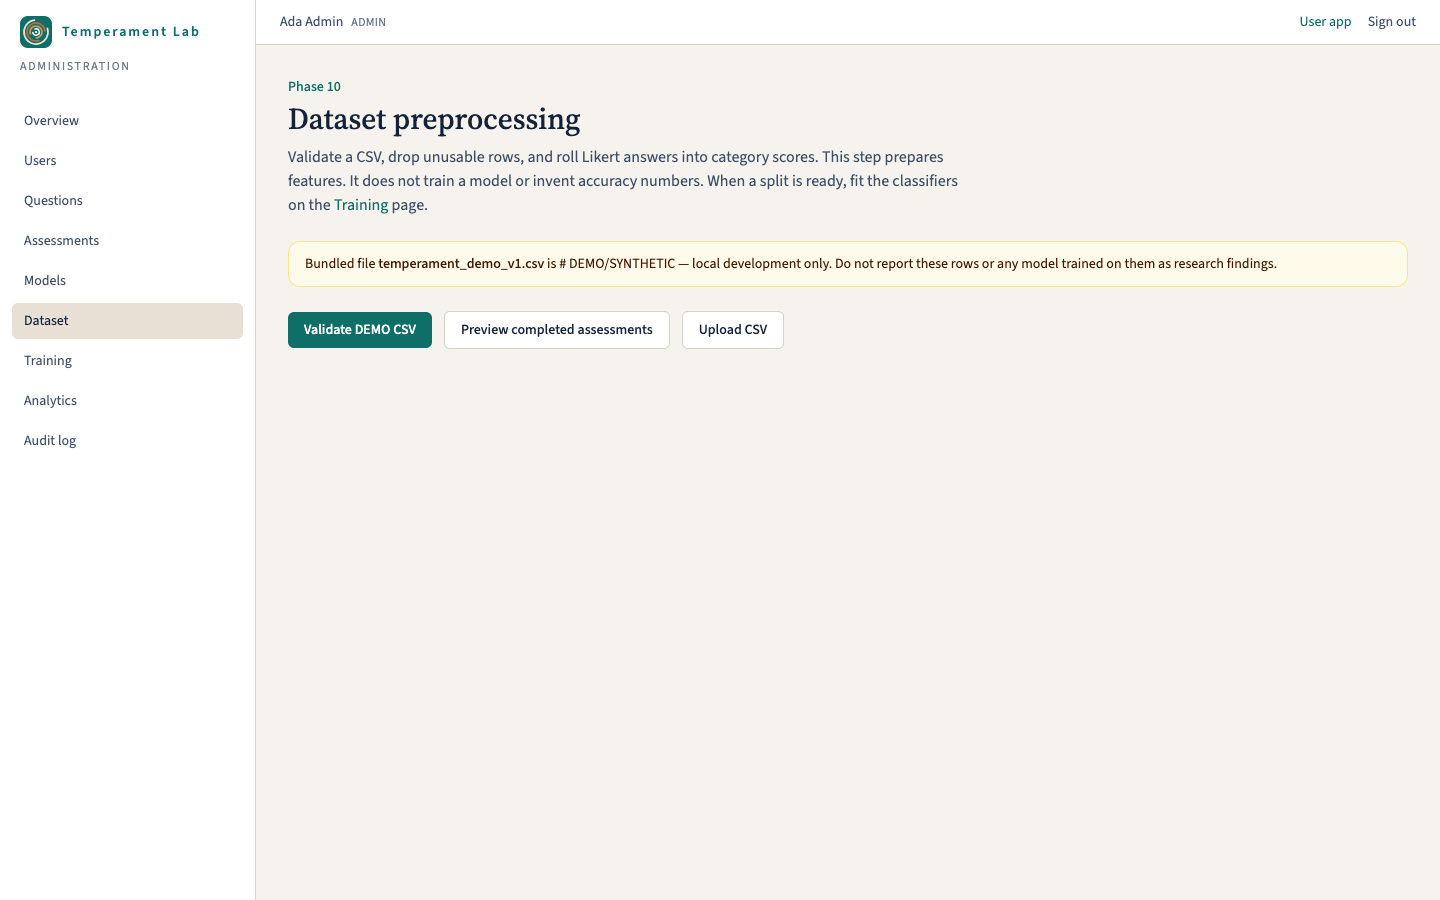 Temperament Lab
ADMINISTRATION
Overview
Users
Questions
Assessments
Models
Dataset
Training
Analytics
Audit log
Ada Admin ADMIN
User app Sign out
Phase 10
Dataset preprocessing
Validate a CSV, drop unusable rows, and roll Likert answers into category scores. This step prepares
features. It does not train a model or invent accuracy numbers. When a split is ready, fit the classifiers
on the Training page.
Bundled file temperament_demo_v1.csv is # DEMO/SYNTHETIC — local development only. Do not report these rows or any model trained on them as research findings.
Validate DEMO CSV Preview completed assessments Upload CSV